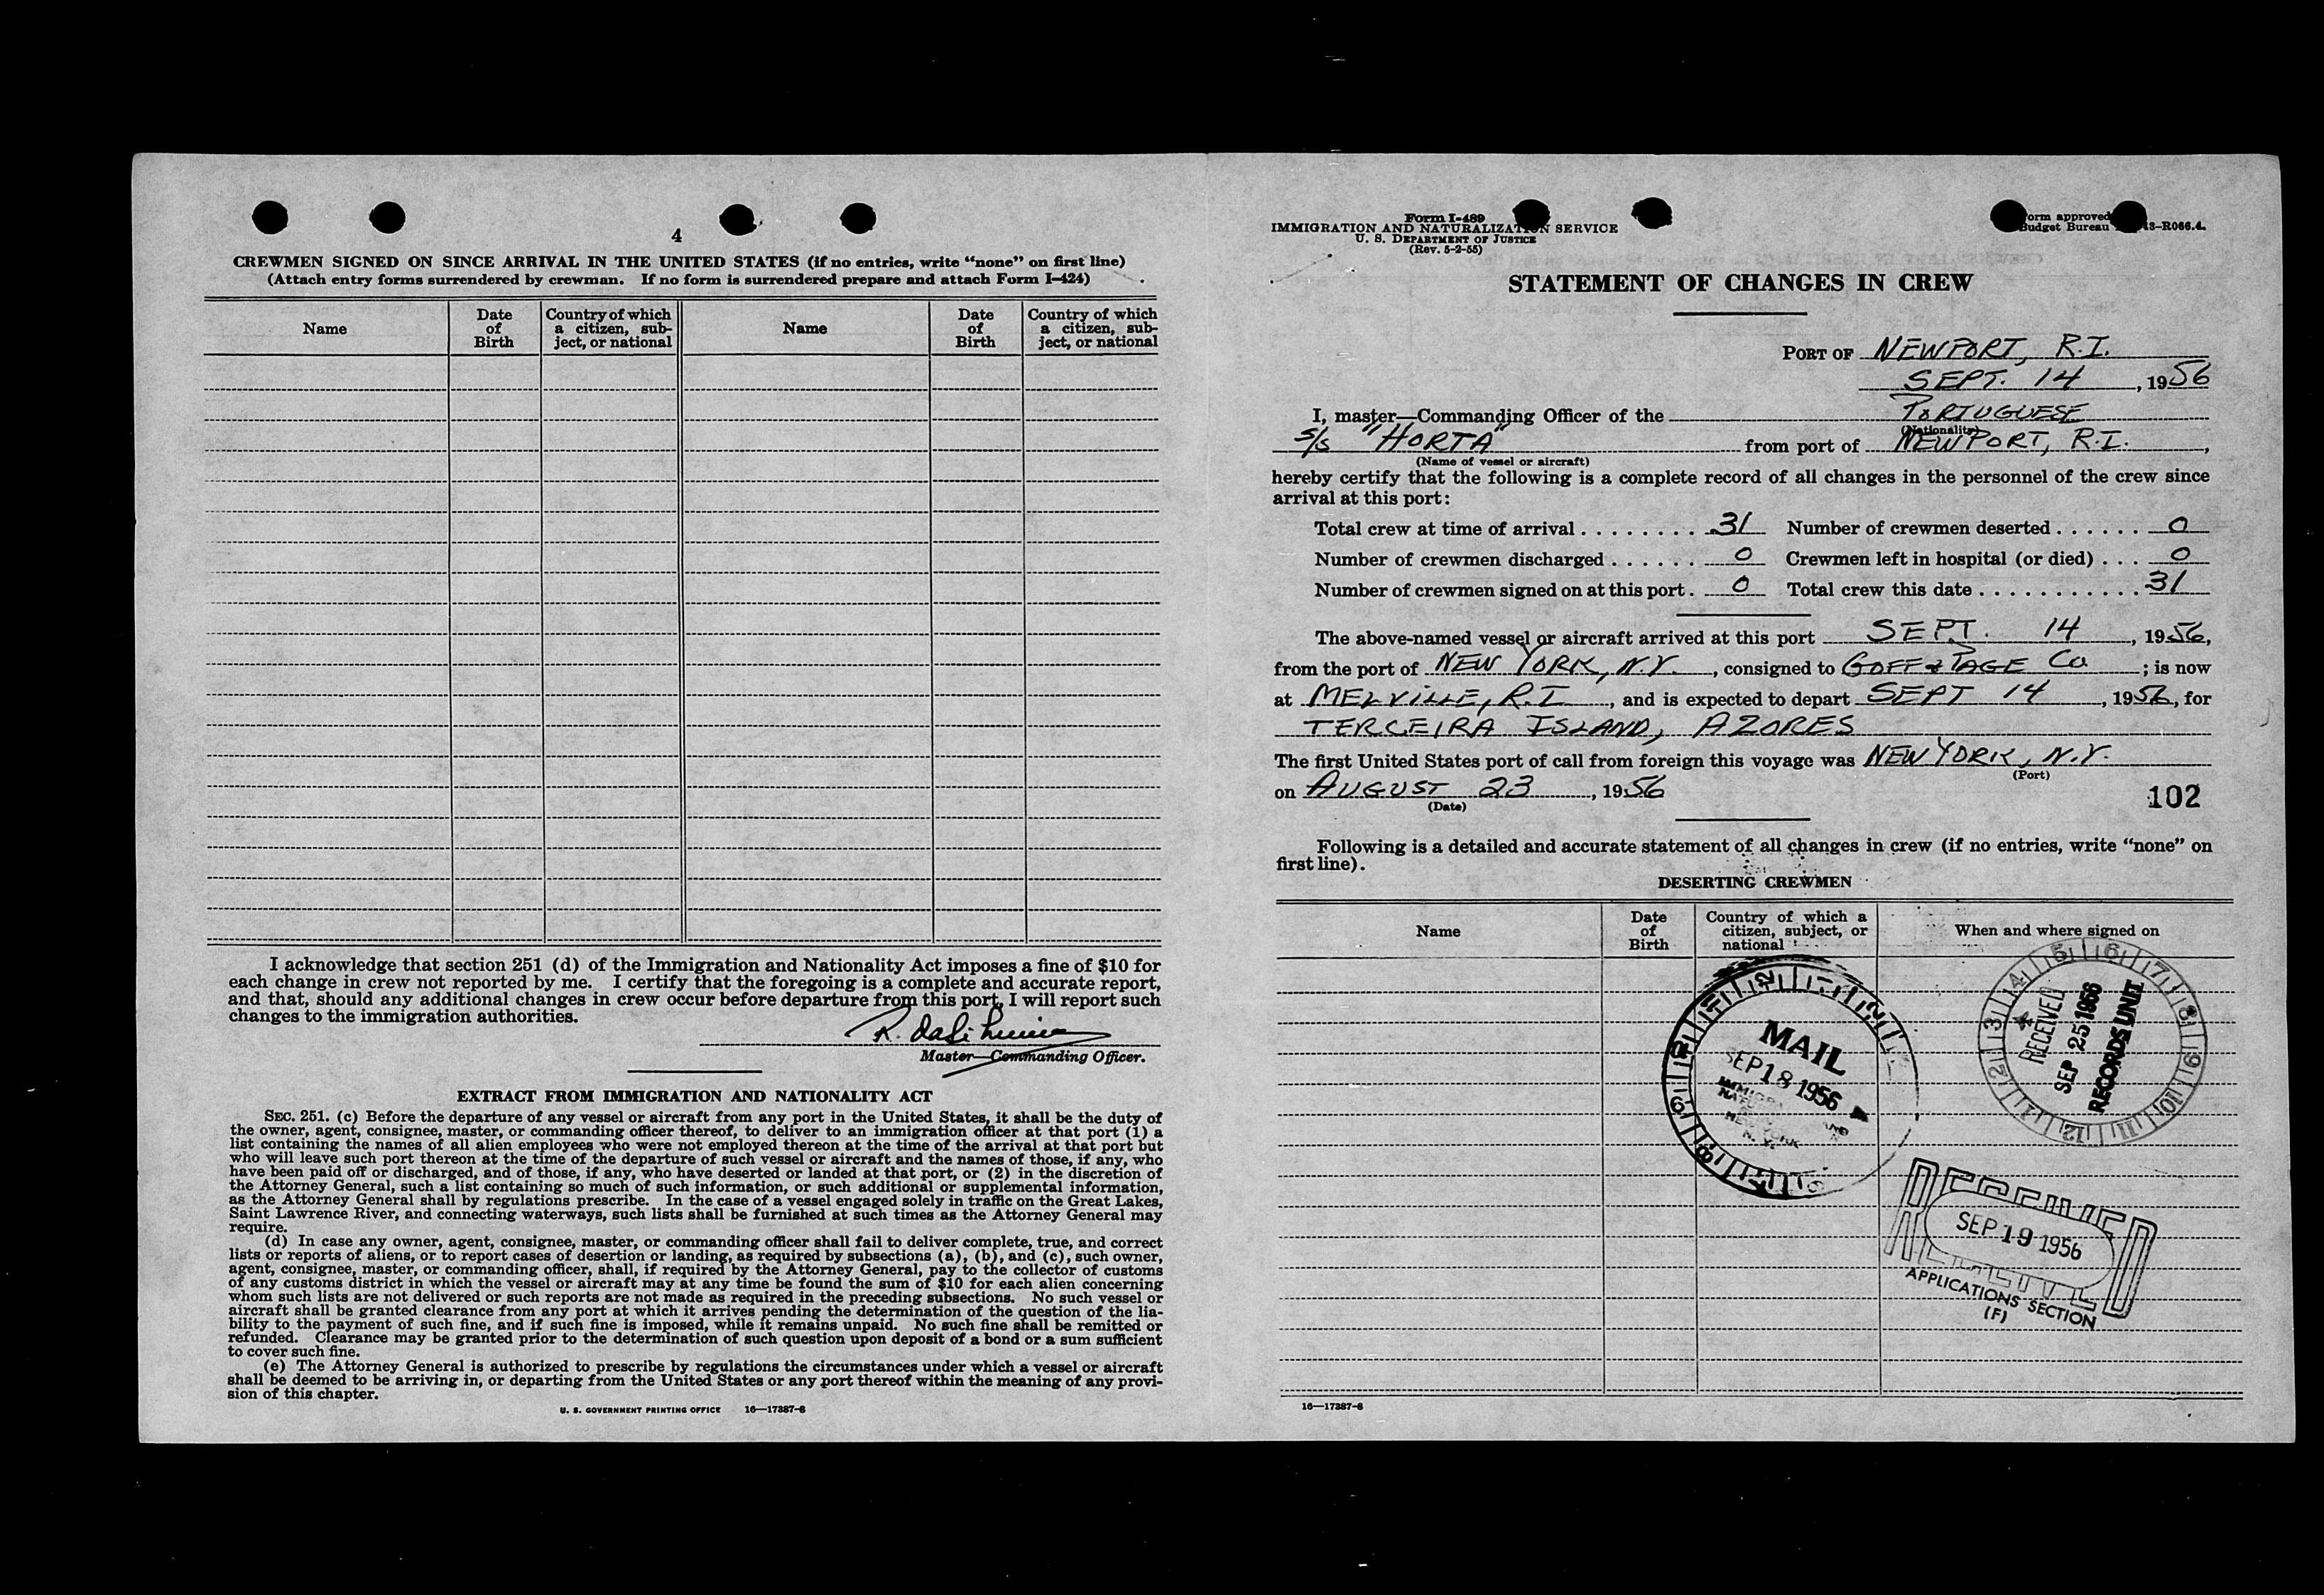 4
CREWMEN SIGNED ON SINCE ARRIVAL IN THE UNITED STATES (if no entries, write “none” on first line)
(Attach entry forms surrendered by crewman. If no form is surrendered prepare and attach Form I—424)
Name
Date of Birth
Country of which a citizen, sub-
ject, or national
Name
Date of Birth
Country of which a citizen, sub-
ject, or national
I acknowledge that section 251 (d) of the Immigration and Nationality Act imposes a fine of $10 for
each change in crew not reported by me. I certify that the foregoing is a complete and accurate report,
and that, should any additional changes in crew occur before departure from this port, I will report such
changes to the immigration authorities.
Master—Commanding Officer.
EXTRACT FROM IMMIGRATION AND NATIONALITY ACT
SEC. 251. (c) Before the departure of any vessel or aircraft from any port in the United States, it shall be the duty of
the owner, agent, consignee, master, or commanding officer thereof, to deliver to an immigration officer at that port (1) a
list containing the names of all alien employees who were not employed thereon at the time of the arrival at that port but
who will leave such port thereon at the time of the departure of such vessel or aircraft and the names of those, if any, who
have been paid off or discharged, and of those, if any, who have deserted or landed at that port, or (2) in the discretion of
the Attorney General, such a list containing so much of such information, or such additional or supplemental information,
as the Attorney General shall by regulations prescribe. In the case of a vessel engaged solely in traffic on the Great Lakes,
Saint Lawrence River, and connecting waterways, such lists shall be furnished at such times as the Attorney General may
require.
(d) In case any owner, agent, consignee, master, or commanding officer shall fail to deliver complete, true, and correct
lists or reports of aliens, or to report cases of desertion or landing, as required by subsections (a), (b), and (c), such owner,
agent, consignee, master, or commanding officer, shall, if required by the Attorney General, pay to the collector of customs
of any customs district in which the vessel or aircraft may at any time be found the sum of $10 for each alien concerning
whom such lists are not delivered or such reports are not made as required in the preceding subsections. No such vessel or
aircraft shall be granted clearance from any port at which it arrives pending the determination of the question of the lia-
bility to the payment of such fine, and if such fine is imposed, while it remains unpaid. No such fine shall be remitted or
refunded. Clearance may be granted prior to the determination of such question upon deposit of a bond or a sum sufficient
to cover such fine.
(e) The Attorney General is authorized to prescribe by regulations the circumstances under which a vessel or aircraft
shall be deemed to be arriving in, or departing from the United States or any port thereof within the meaning of any provi-
sion of this chapter.
U. S. GOVERNMENT PRINTING OFFICE 16—17387-8
Form I-489
IMMIGRATION AND NATURALIZATION SERVICE
U. S. DEPARTMENT OF JUSTICE
(Rev. 5-2-55)
orm approved
Budget Bureau 43-R066.4.
STATEMENT OF CHANGES IN CREW
PORT OF NEWPORT, R.I.
SEPT. 14, 1956
I, master—Commanding Officer of the PORTUGUESE
(Nationality)
S/S "HORTA" from port of NEWPORT, R.I.,
(Name of vessel or aircraft)
hereby certify that the following is a complete record of all changes in the personnel of the crew since
arrival at this port:
Total crew at time of arrival . . . . . . . . 31 Number of crewmen deserted . . . . . . 0
Number of crewmen discharged . . . . . . 0 Crewmen left in hospital (or died) . . . 0
Number of crewmen signed on at this port . 0 Total crew this date . . . . . . . . . . . 31
The above-named vessel or aircraft arrived at this port SEPT. 14, 1956,
from the port of NEW YORK, N.Y., consigned to GOFF & PAGE Co; is now
at MELVILLE, R.I., and is expected to depart SEPT 14, 1956, for
TERCEIRA ISLAND, AZORES
The first United States port of call from foreign this voyage was NEW YORK, N.Y.
(Port)
on AUGUST 23, 1956
(Date)
102
Following is a detailed and accurate statement of all changes in crew (if no entries, write “none” on
first line).
DESERTING CREWMEN
Name
Date of Birth
Country of which a citizen, subject, or national
When and where signed on
MAIL
SEP 18 1956
NEW YORK
N. Y.
RECEIVED
SEP 25 1956
RECORDS UNIT
RECEIVED
SEP 19 1956
APPLICATIONS SECTION
(F)
16—17387-8